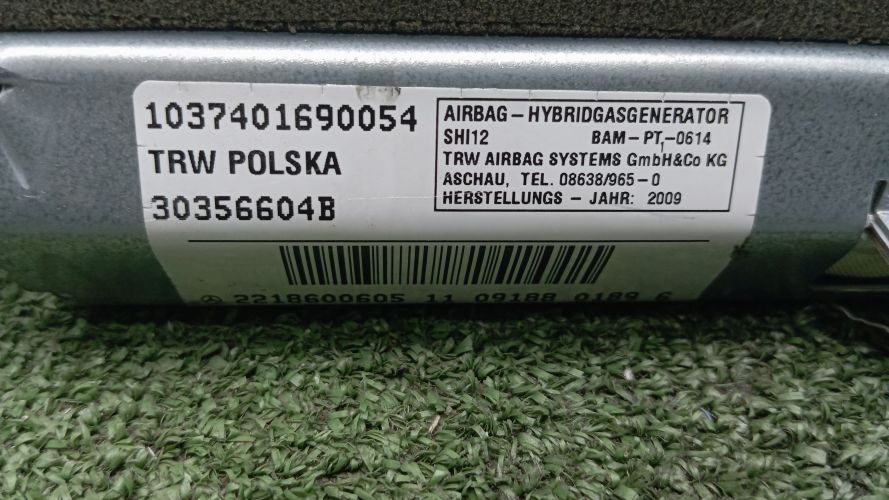 1037401690054
TRW POLSKA
30356604B
AIRBAG - HYBRIDGASGENERATOR
SHI12 BAM-PT,-0614
TRW AIRBAG SYSTEMS GmbH&Co KG
ASCHAU, TEL. 08638/965-0
HERSTELLUNGS - JAHR: 2009
2218600605 11 09188 0189 6